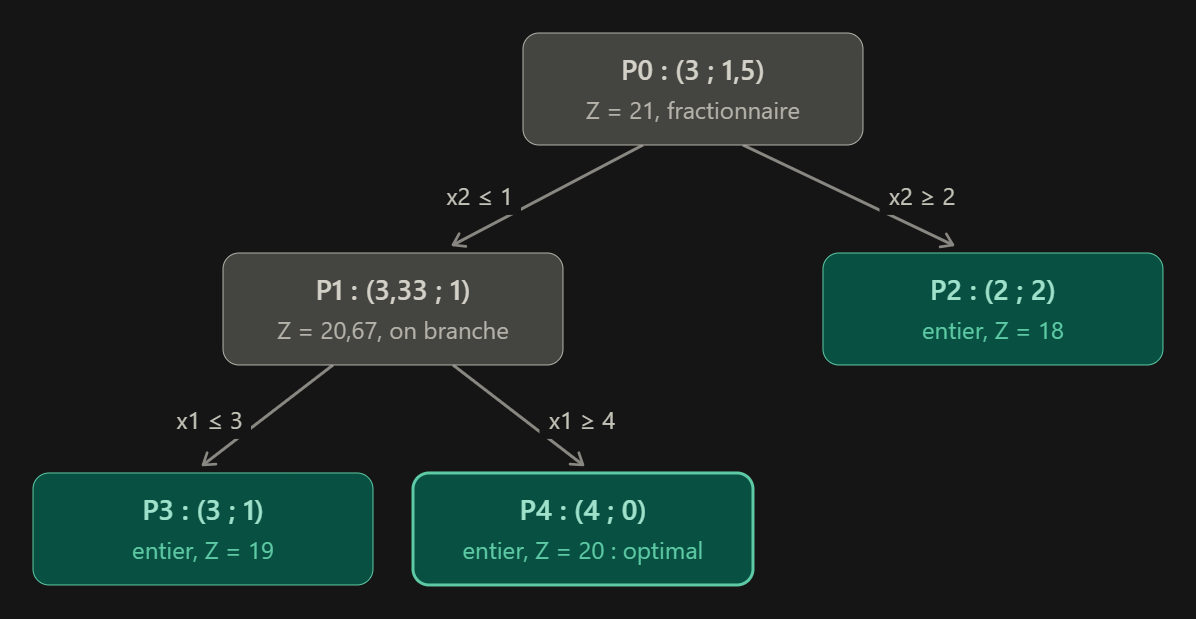 P0 : (3 ; 1,5)
Z = 21, fractionnaire
x2 ≤ 1
x2 ≥ 2
P1 : (3,33 ; 1)
Z = 20,67, on branche
P2 : (2 ; 2)
entier, Z = 18
x1 ≤ 3
x1 ≥ 4
P3 : (3 ; 1)
entier, Z = 19
P4 : (4 ; 0)
entier, Z = 20 : optimal